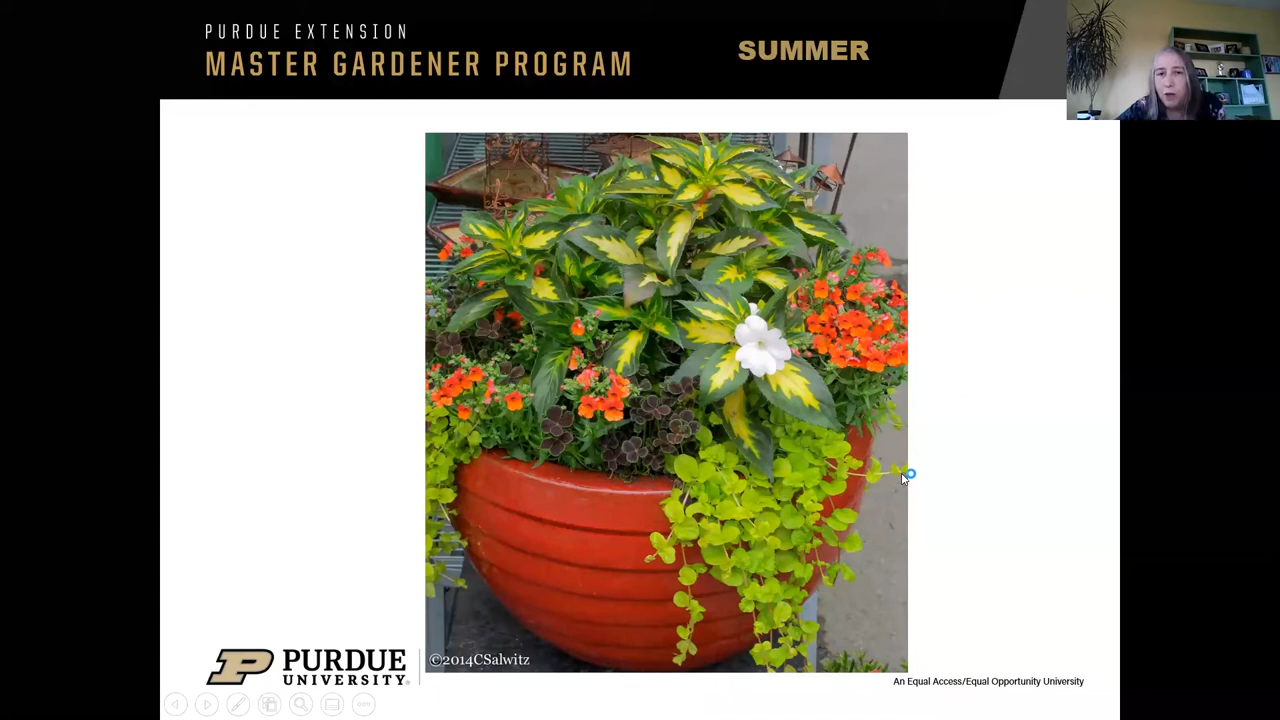 PURDUE EXTENSION
MASTER GARDENER PROGRAM
SUMMER
©2014CSalwitz
PURDUE
UNIVERSITY®
An Equal Access/Equal Opportunity University